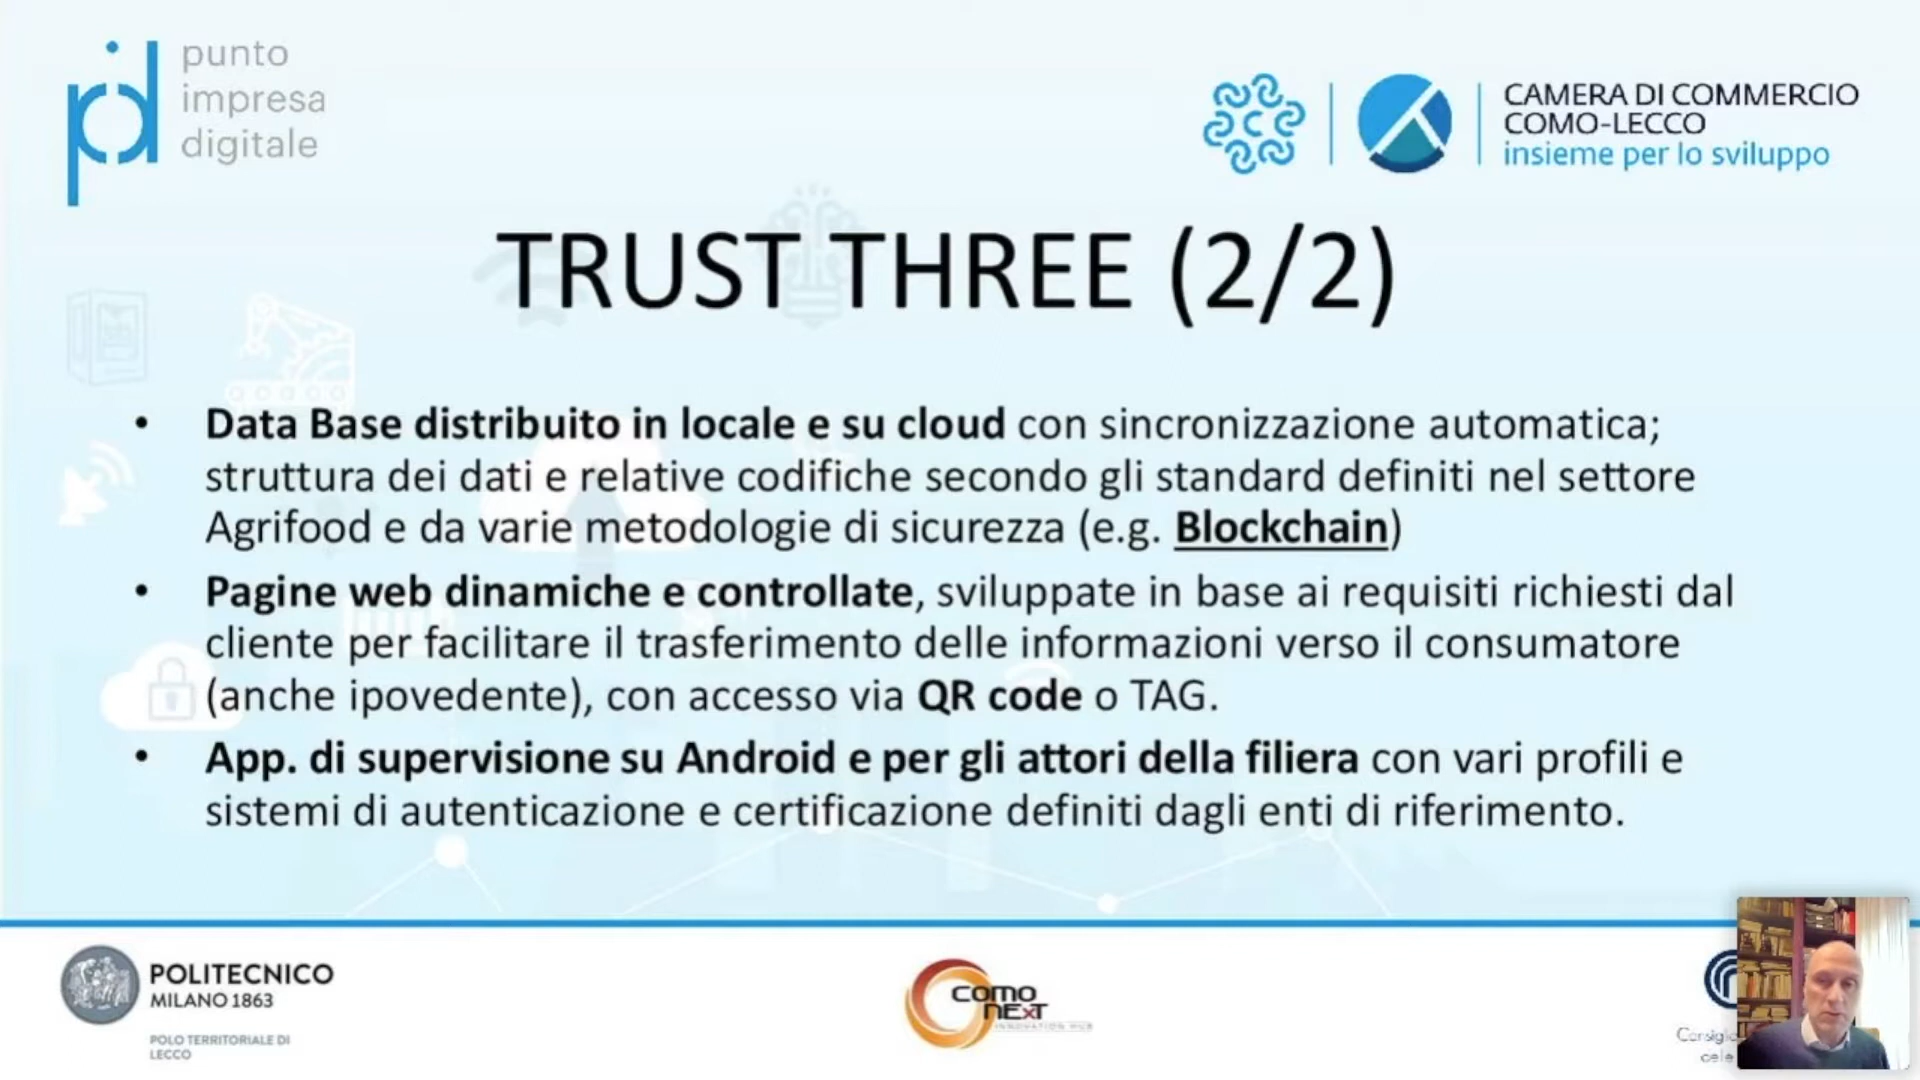 punto
impresa
digitale
CAMERA DI COMMERCIO
COMO-LECCO
insieme per lo sviluppo
TRUST THREE (2/2)
• Data Base distribuito in locale e su cloud con sincronizzazione automatica;
struttura dei dati e relative codifiche secondo gli standard definiti nel settore
Agrifood e da varie metodologie di sicurezza (e.g. Blockchain)
• Pagine web dinamiche e controllate, sviluppate in base ai requisiti richiesti dal
cliente per facilitare il trasferimento delle informazioni verso il consumatore
(anche ipovedente), con accesso via QR code o TAG.
• App. di supervisione su Android e per gli attori della filiera con vari profili e
sistemi di autenticazione e certificazione definiti dagli enti di riferimento.
POLITECNICO
MILANO 1863
POLO TERRITORIALE DI
LECCO
COMO
NExT
INNOVATION HUB